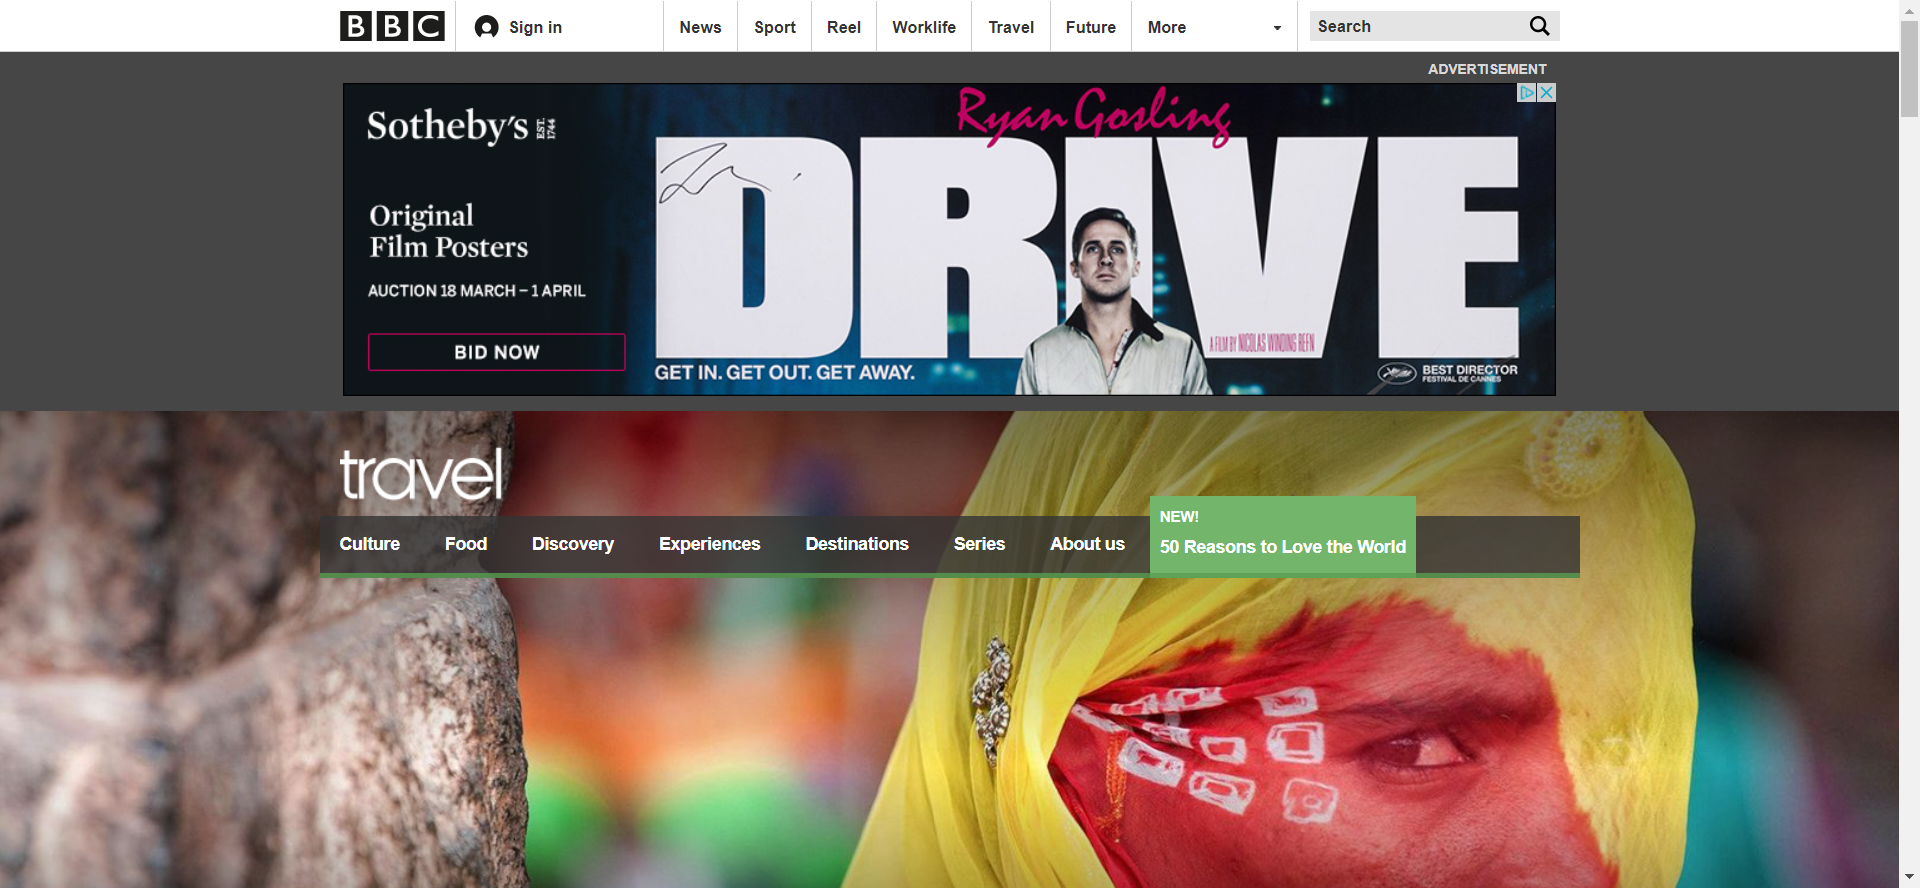 BBC
Sign in
News
Sport
Reel
Worklife
Travel
Future
More
Search
ADVERTISEMENT
Sotheby's EST. 1744
Original
Film Posters
AUCTION 18 MARCH – 1 APRIL
BID NOW
Ryan Gosling
DRIVE
A FILM BY NICOLAS WINDING REFN
GET IN. GET OUT. GET AWAY.
BEST DIRECTOR
FESTIVAL DE CANNES
travel
Culture
Food
Discovery
Experiences
Destinations
Series
About us
NEW!
50 Reasons to Love the World